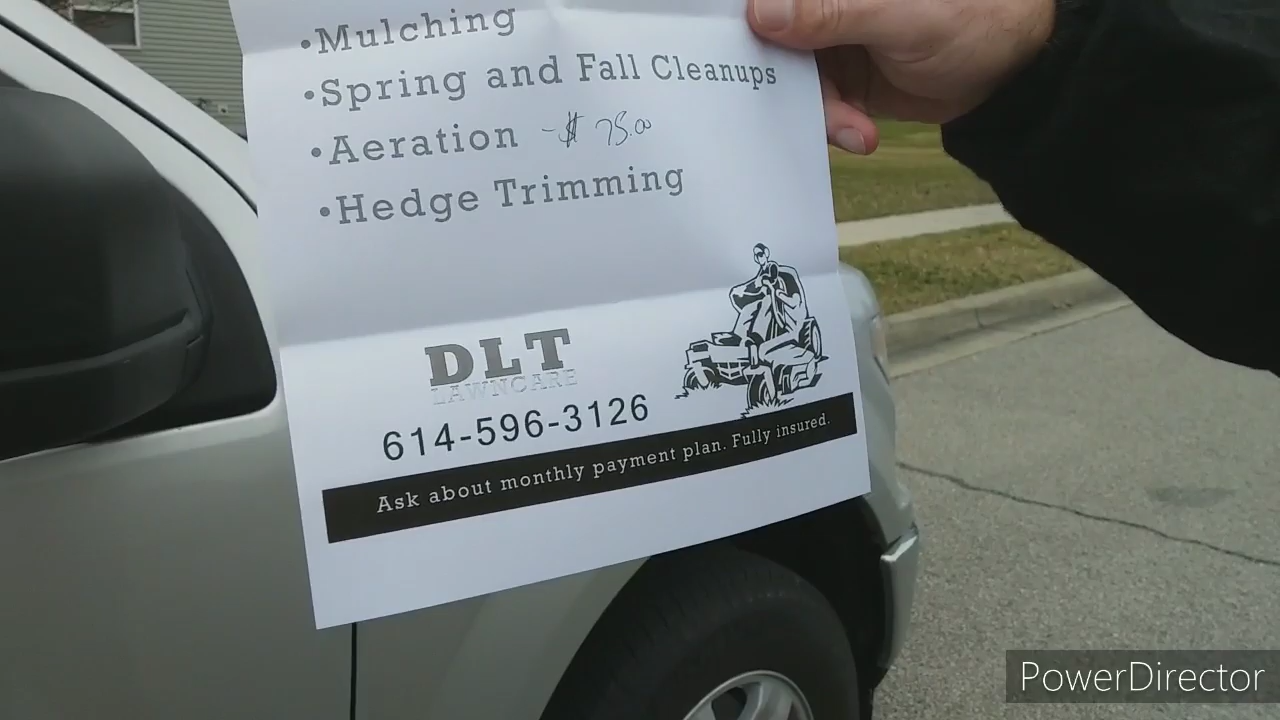 •Mulching
•Spring and Fall Cleanups
•Aeration -$ 75.00
•Hedge Trimming
DLT
LAWNCARE
614-596-3126
Ask about monthly payment plan. Fully insured.
PowerDirector